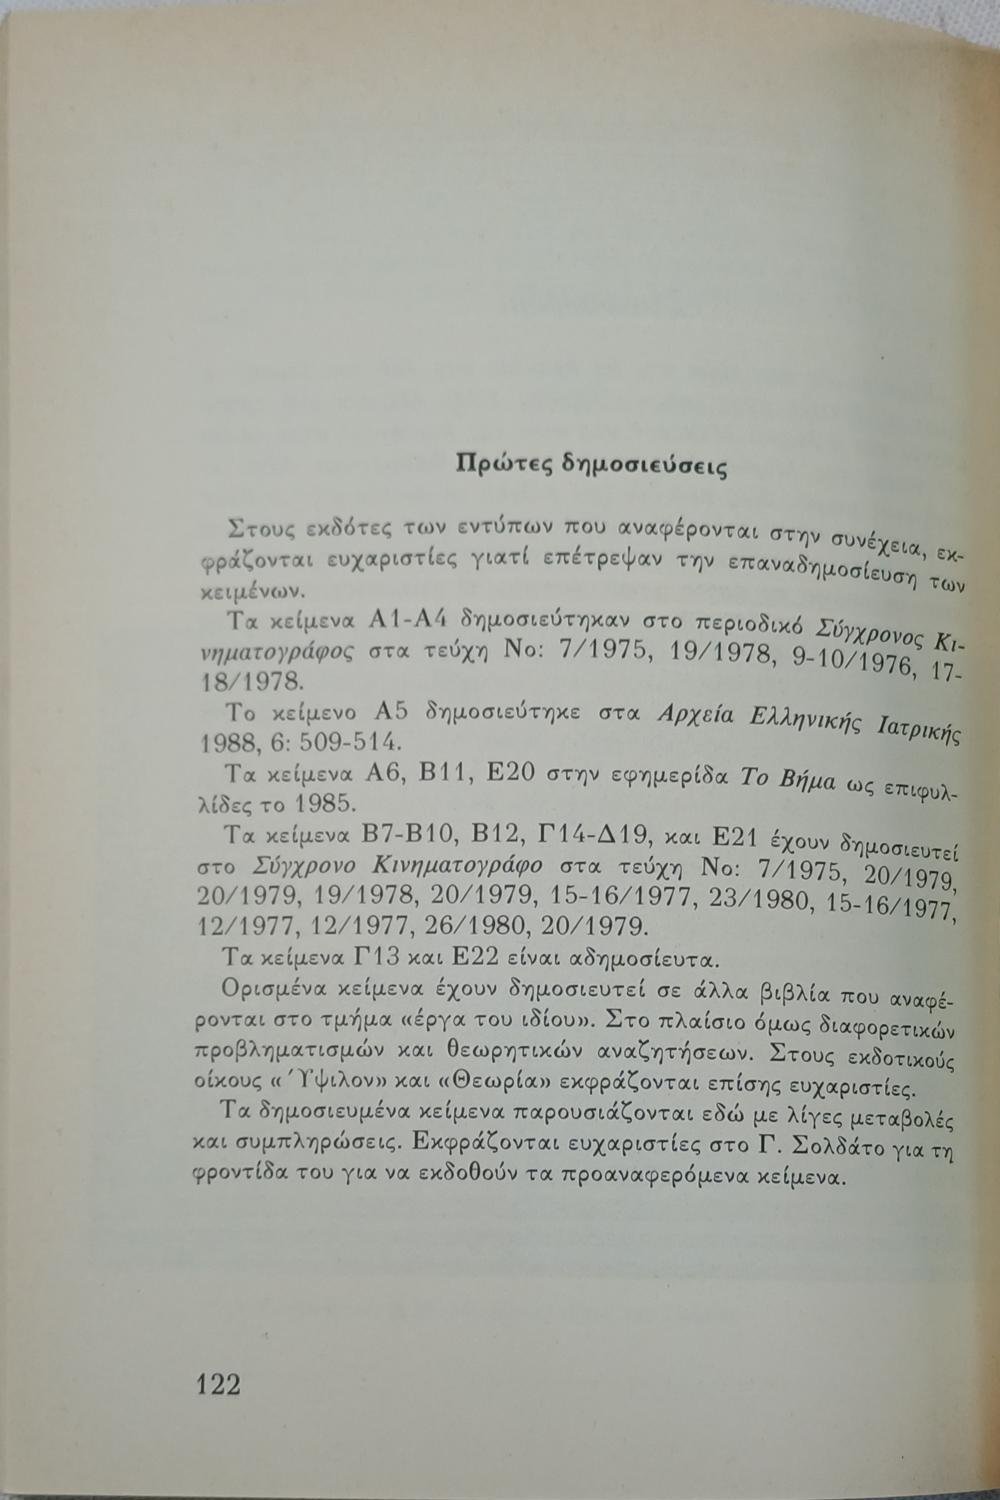 Πρώτες δημοσιεύσεις
Στους εκδότες των εντύπων που αναφέρονται στην συνέχεια, εκ-
φράζονται ευχαριστίες γιατί επέτρεψαν την επαναδημοσίευση των
κειμένων.
Τα κείμενα Α1-Α4 δημοσιεύτηκαν στο περιοδικό Σύγχρονος Κι-
νηματογράφος στα τεύχη Νο: 7/1975, 19/1978, 9-10/1976, 17-
18/1978.
Το κείμενο Α5 δημοσιεύτηκε στα Αρχεία Ελληνικής Ιατρικής
1988, 6: 509-514.
Τα κείμενα Α6, Β11, Ε20 στην εφημερίδα Το Βήμα ως επιφυλ-
λίδες το 1985.
Τα κείμενα Β7-Β10, Β12, Γ14-Δ19, και Ε21 έχουν δημοσιευτεί
στο Σύγχρονο Κινηματογράφο στα τεύχη Νο: 7/1975, 20/1979,
20/1979, 19/1978, 20/1979, 15-16/1977, 23/1980, 15-16/1977,
12/1977, 12/1977, 26/1980, 20/1979.
Τα κείμενα Γ13 και Ε22 είναι αδημοσίευτα.
Ορισμένα κείμενα έχουν δημοσιευτεί σε άλλα βιβλία που αναφέ-
ρονται στο τμήμα «έργα του ιδίου». Στο πλαίσιο όμως διαφορετικών
προβληματισμών και θεωρητικών αναζητήσεων. Στους εκδοτικούς
οίκους «Ύψιλον» και «Θεωρία» εκφράζονται επίσης ευχαριστίες.
Τα δημοσιευμένα κείμενα παρουσιάζονται εδώ με λίγες μεταβολές
και συμπληρώσεις. Εκφράζονται ευχαριστίες στο Γ. Σολδάτο για τη
φροντίδα του για να εκδοθούν τα προαναφερόμενα κείμενα.
122